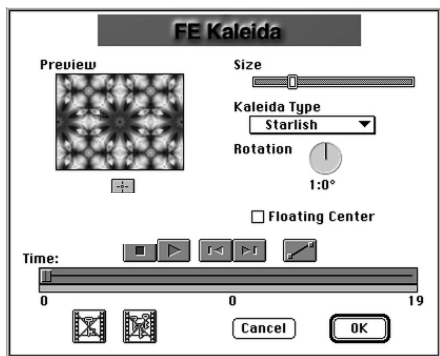 FE Kaleida
Preview
Size
Kaleida Type
Starlish
Rotation
1:0°
Floating Center
Time:
0 0 19
Cancel OK